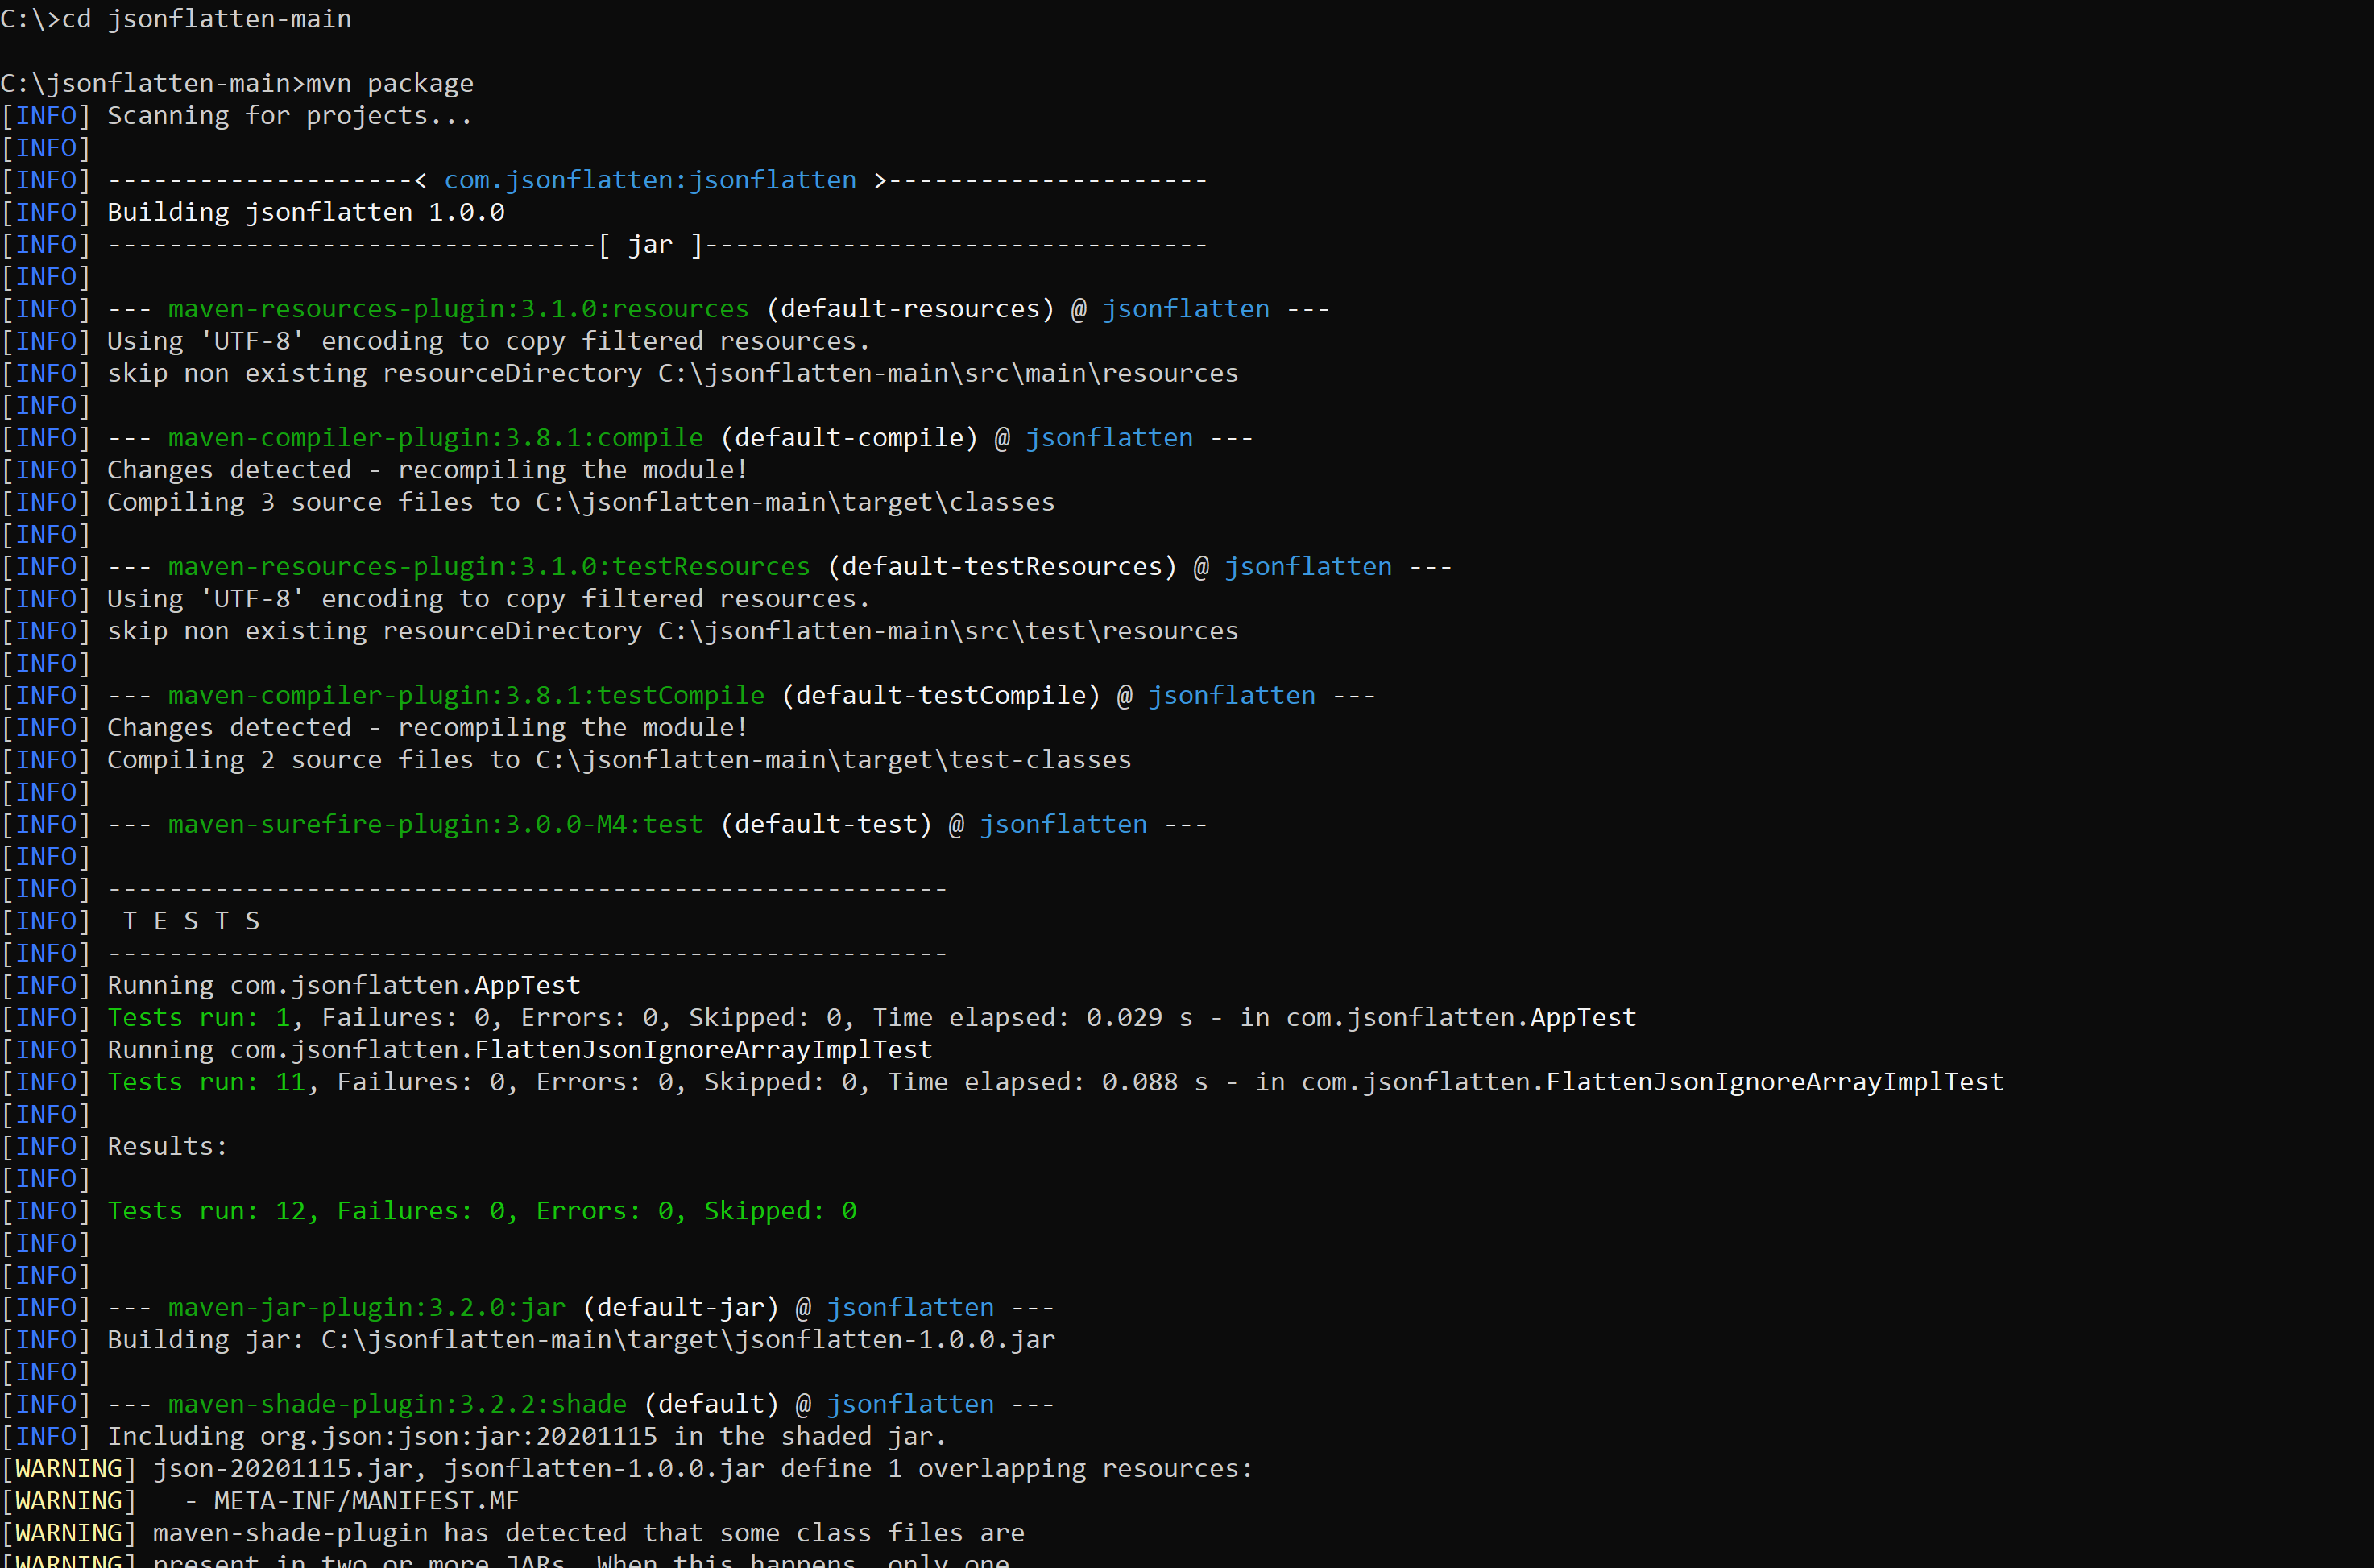 C:\>cd jsonflatten-main
C:\jsonflatten-main>mvn package
[INFO] Scanning for projects...
[INFO]
[INFO] --------------------< com.jsonflatten:jsonflatten >---------------------
[INFO] Building jsonflatten 1.0.0
[INFO] --------------------------------[ jar ]---------------------------------
[INFO]
[INFO] --- maven-resources-plugin:3.1.0:resources (default-resources) @ jsonflatten ---
[INFO] Using 'UTF-8' encoding to copy filtered resources.
[INFO] skip non existing resourceDirectory C:\jsonflatten-main\src\main\resources
[INFO]
[INFO] --- maven-compiler-plugin:3.8.1:compile (default-compile) @ jsonflatten ---
[INFO] Changes detected - recompiling the module!
[INFO] Compiling 3 source files to C:\jsonflatten-main\target\classes
[INFO]
[INFO] --- maven-resources-plugin:3.1.0:testResources (default-testResources) @ jsonflatten ---
[INFO] Using 'UTF-8' encoding to copy filtered resources.
[INFO] skip non existing resourceDirectory C:\jsonflatten-main\src\test\resources
[INFO]
[INFO] --- maven-compiler-plugin:3.8.1:testCompile (default-testCompile) @ jsonflatten ---
[INFO] Changes detected - recompiling the module!
[INFO] Compiling 2 source files to C:\jsonflatten-main\target\test-classes
[INFO]
[INFO] --- maven-surefire-plugin:3.0.0-M4:test (default-test) @ jsonflatten ---
[INFO]
[INFO] -------------------------------------------------------
[INFO]  T E S T S
[INFO] -------------------------------------------------------
[INFO] Running com.jsonflatten.AppTest
[INFO] Tests run: 1, Failures: 0, Errors: 0, Skipped: 0, Time elapsed: 0.029 s - in com.jsonflatten.AppTest
[INFO] Running com.jsonflatten.FlattenJsonIgnoreArrayImplTest
[INFO] Tests run: 11, Failures: 0, Errors: 0, Skipped: 0, Time elapsed: 0.088 s - in com.jsonflatten.FlattenJsonIgnoreArrayImplTest
[INFO]
[INFO] Results:
[INFO]
[INFO] Tests run: 12, Failures: 0, Errors: 0, Skipped: 0
[INFO]
[INFO]
[INFO] --- maven-jar-plugin:3.2.0:jar (default-jar) @ jsonflatten ---
[INFO] Building jar: C:\jsonflatten-main\target\jsonflatten-1.0.0.jar
[INFO]
[INFO] --- maven-shade-plugin:3.2.2:shade (default) @ jsonflatten ---
[INFO] Including org.json:json:jar:20201115 in the shaded jar.
[WARNING] json-20201115.jar, jsonflatten-1.0.0.jar define 1 overlapping resources:
[WARNING]   - META-INF/MANIFEST.MF
[WARNING] maven-shade-plugin has detected that some class files are
[WARNING] present in two or more JARs. When this happens, only one